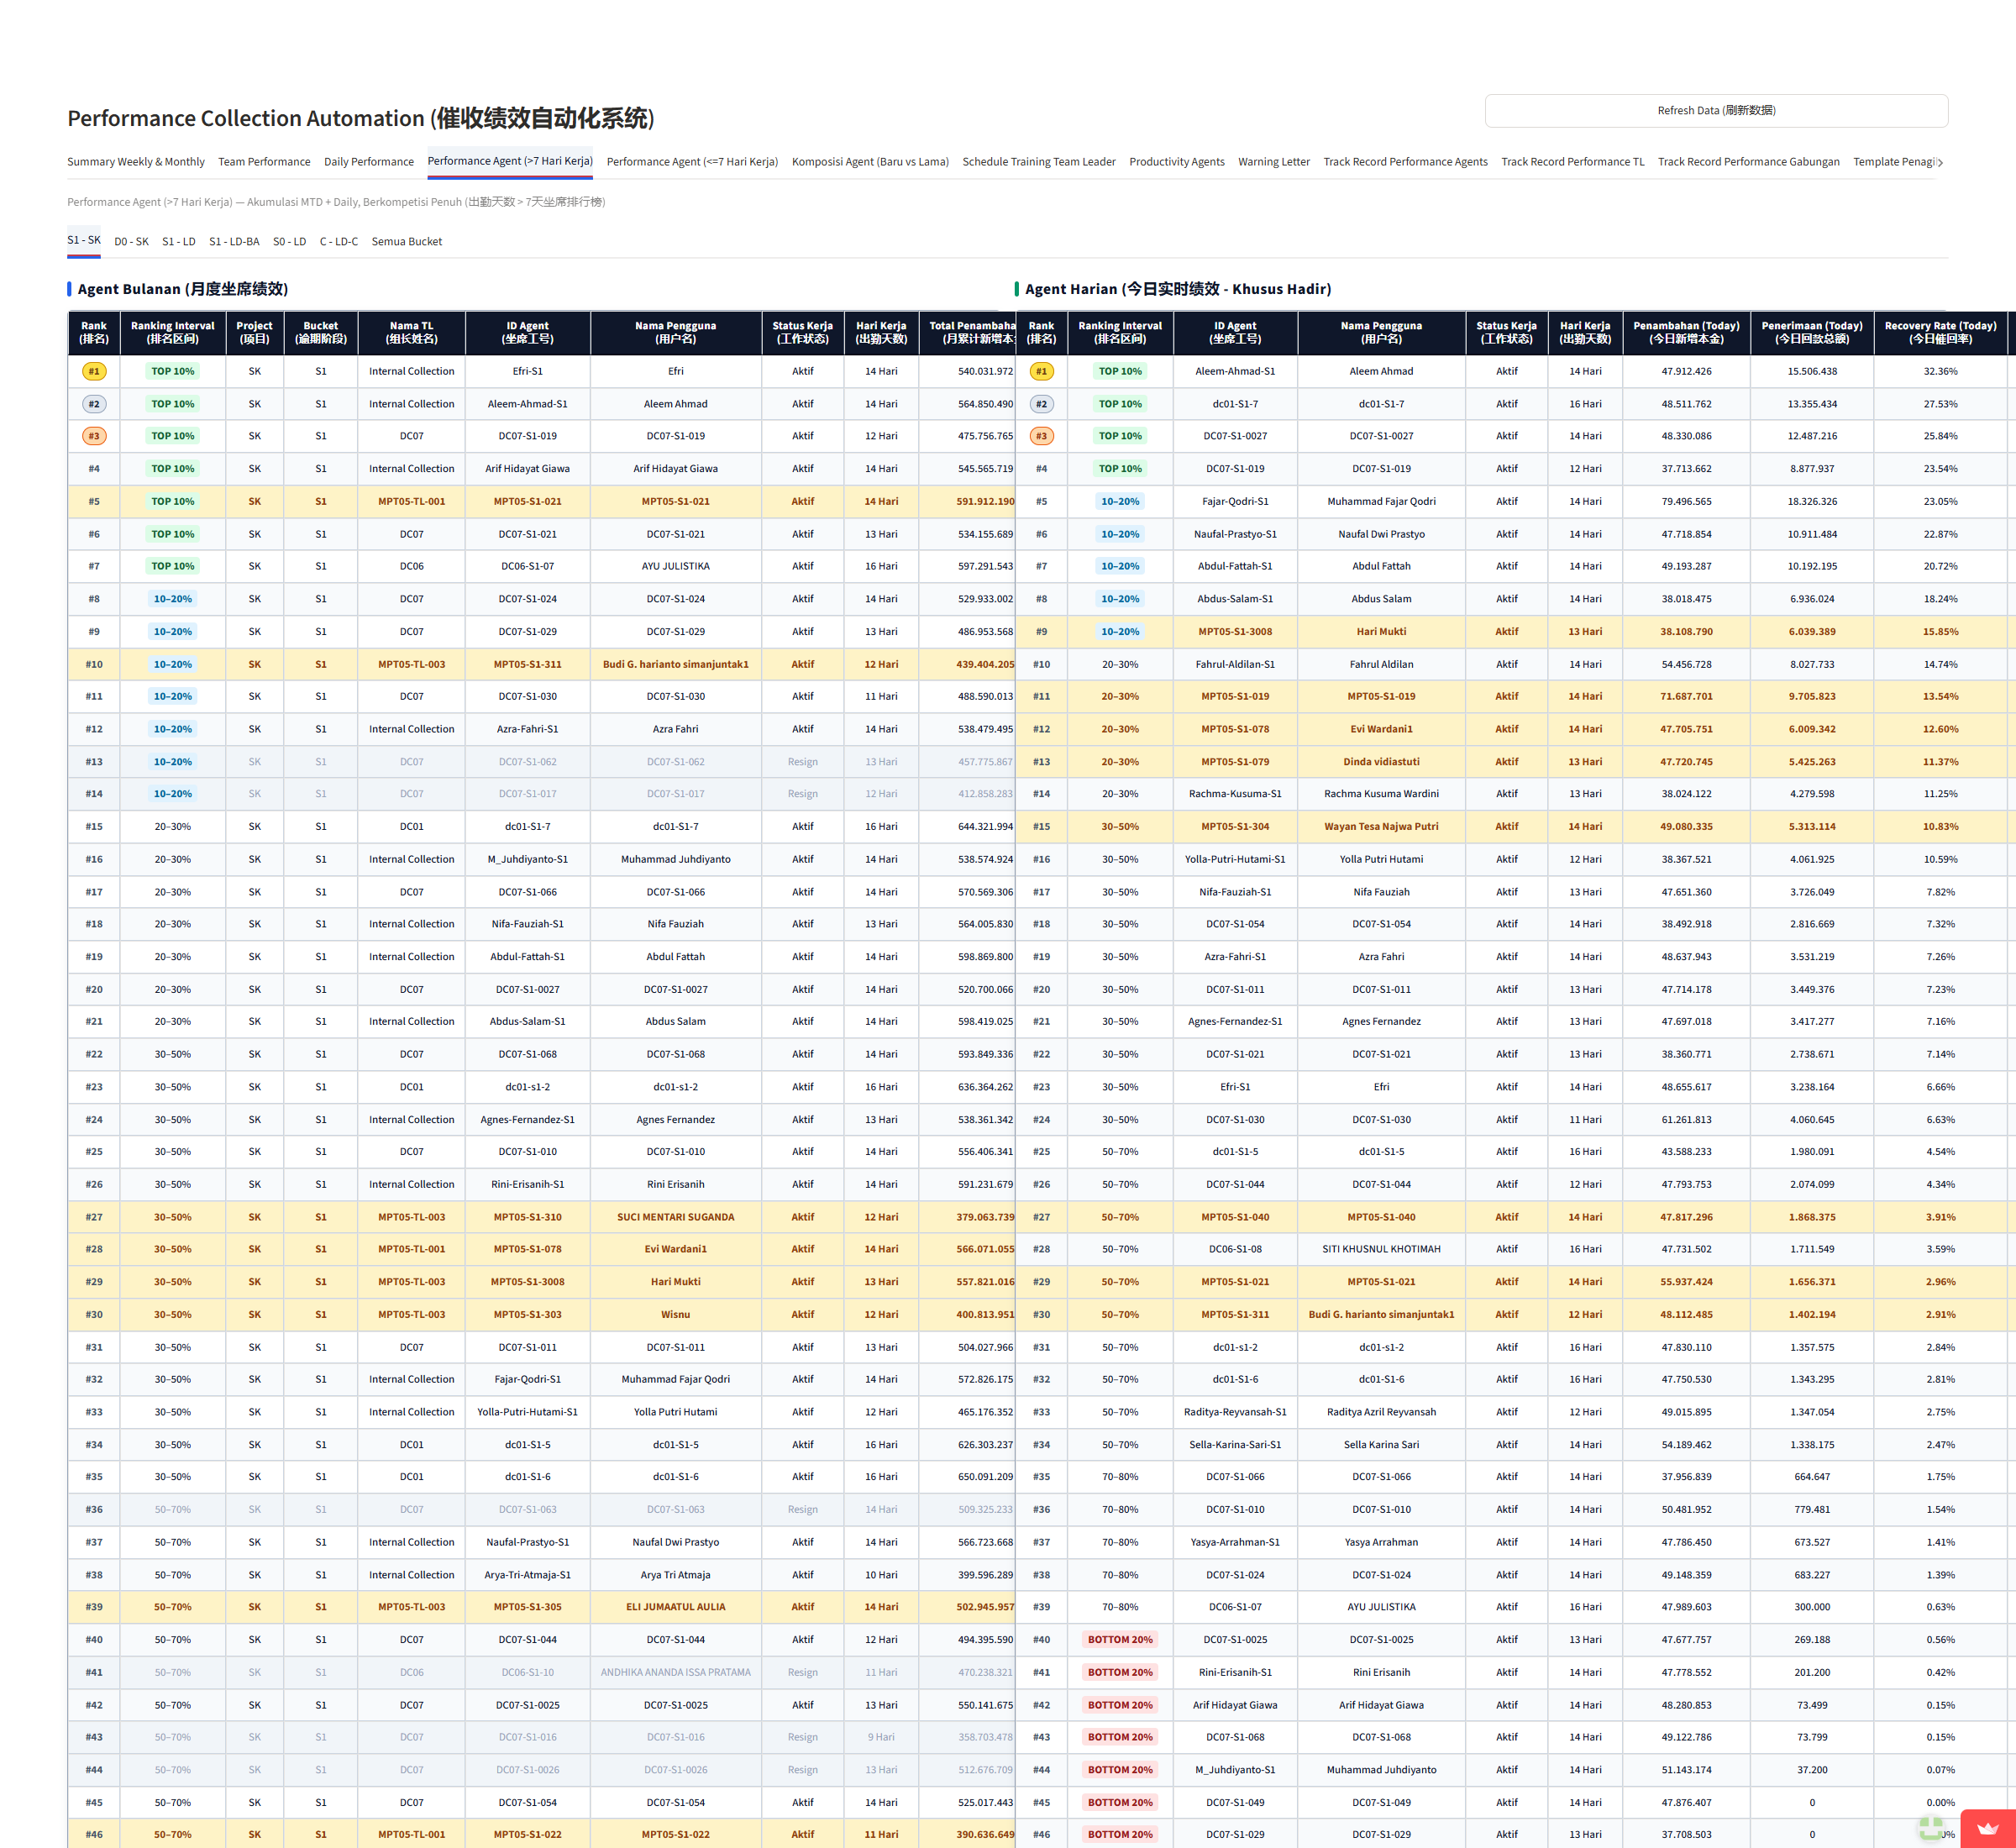 Performance Collection Automation (催收绩效自动化系统)
Refresh Data (刷新数据)
Summary Weekly & Monthly Team Performance Daily Performance Performance Agent (>7 Hari Kerja) Performance Agent (<=7 Hari Kerja) Komposisi Agent (Baru vs Lama) Schedule Training Team Leader Productivity Agents Warning Letter Track Record Performance Agents Track Record Performance TL Track Record Performance Gabungan Template Penagi
Performance Agent (>7 Hari Kerja) — Akumulasi MTD + Daily, Berkompetisi Penuh (出勤天数 > 7天坐席排行榜)
S1 - SK D0 - SK S1 - LD S1 - LD-BA S0 - LD C - LD-C Semua Bucket
Agent Bulanan (月度坐席绩效)
Rank Ranking Interval Project Bucket Nama TL ID Agent Nama Pengguna Status Kerja Hari Kerja Total Penambaha
(排名) (排名区间) (项目) (逾期阶段) (组长姓名) (坐席工号) (用户名) (工作状态) (出勤天数) (月累计新增本
#1 TOP 10% SK S1 Internal Collection Efri-S1 Efri Aktif 14 Hari 540.031.972
#2 TOP 10% SK S1 Internal Collection Aleem-Ahmad-S1 Aleem Ahmad Aktif 14 Hari 564.850.490
#3 TOP 10% SK S1 DC07 DC07-S1-019 DC07-S1-019 Aktif 12 Hari 475.756.765
#4 TOP 10% SK S1 Internal Collection Arif Hidayat Giawa Arif Hidayat Giawa Aktif 14 Hari 545.565.719
#5 TOP 10% SK S1 MPT05-TL-001 MPT05-S1-021 MPT05-S1-021 Aktif 14 Hari 591.912.190
#6 TOP 10% SK S1 DC07 DC07-S1-021 DC07-S1-021 Aktif 13 Hari 534.155.689
#7 TOP 10% SK S1 DC06 DC06-S1-07 AYU JULISTIKA Aktif 16 Hari 597.291.543
#8 10–20% SK S1 DC07 DC07-S1-024 DC07-S1-024 Aktif 14 Hari 529.933.002
#9 10–20% SK S1 DC07 DC07-S1-029 DC07-S1-029 Aktif 13 Hari 486.953.568
#10 10–20% SK S1 MPT05-TL-003 MPT05-S1-311 Budi G. harianto simanjuntak1 Aktif 12 Hari 439.404.205
#11 10–20% SK S1 DC07 DC07-S1-030 DC07-S1-030 Aktif 11 Hari 488.590.013
#12 10–20% SK S1 Internal Collection Azra-Fahri-S1 Azra Fahri Aktif 14 Hari 538.479.495
#13 10–20% SK S1 DC07 DC07-S1-062 DC07-S1-062 Resign 13 Hari 457.775.867
#14 10–20% SK S1 DC07 DC07-S1-017 DC07-S1-017 Resign 12 Hari 412.858.283
#15 20–30% SK S1 DC01 dc01-S1-7 dc01-S1-7 Aktif 16 Hari 644.321.994
#16 20–30% SK S1 Internal Collection M_Juhdiyanto-S1 Muhammad Juhdiyanto Aktif 14 Hari 538.574.924
#17 20–30% SK S1 DC07 DC07-S1-066 DC07-S1-066 Aktif 14 Hari 570.569.306
#18 20–30% SK S1 Internal Collection Nifa-Fauziah-S1 Nifa Fauziah Aktif 13 Hari 564.005.830
#19 20–30% SK S1 Internal Collection Abdul-Fattah-S1 Abdul Fattah Aktif 14 Hari 598.869.800
#20 20–30% SK S1 DC07 DC07-S1-0027 DC07-S1-0027 Aktif 14 Hari 520.700.066
#21 20–30% SK S1 Internal Collection Abdus-Salam-S1 Abdus Salam Aktif 14 Hari 598.419.025
#22 30–50% SK S1 DC07 DC07-S1-068 DC07-S1-068 Aktif 14 Hari 593.849.336
#23 30–50% SK S1 DC01 dc01-s1-2 dc01-s1-2 Aktif 16 Hari 636.364.262
#24 30–50% SK S1 Internal Collection Agnes-Fernandez-S1 Agnes Fernandez Aktif 13 Hari 538.361.342
#25 30–50% SK S1 DC07 DC07-S1-010 DC07-S1-010 Aktif 14 Hari 556.406.341
#26 30–50% SK S1 Internal Collection Rini-Erisanih-S1 Rini Erisanih Aktif 14 Hari 591.231.679
#27 30–50% SK S1 MPT05-TL-003 MPT05-S1-310 SUCI MENTARI SUGANDA Aktif 12 Hari 379.063.739
#28 30–50% SK S1 MPT05-TL-001 MPT05-S1-078 Evi Wardani1 Aktif 14 Hari 566.071.055
#29 30–50% SK S1 MPT05-TL-003 MPT05-S1-3008 Hari Mukti Aktif 13 Hari 557.821.016
#30 30–50% SK S1 MPT05-TL-003 MPT05-S1-303 Wisnu Aktif 12 Hari 400.813.951
#31 30–50% SK S1 DC07 DC07-S1-011 DC07-S1-011 Aktif 13 Hari 504.027.966
#32 30–50% SK S1 Internal Collection Fajar-Qodri-S1 Muhammad Fajar Qodri Aktif 14 Hari 572.826.175
#33 30–50% SK S1 Internal Collection Yolla-Putri-Hutami-S1 Yolla Putri Hutami Aktif 12 Hari 465.176.352
#34 30–50% SK S1 DC01 dc01-S1-5 dc01-S1-5 Aktif 16 Hari 626.303.237
#35 30–50% SK S1 DC01 dc01-S1-6 dc01-S1-6 Aktif 16 Hari 650.091.209
#36 50–70% SK S1 DC07 DC07-S1-063 DC07-S1-063 Resign 14 Hari 509.325.233
#37 50–70% SK S1 Internal Collection Naufal-Prastyo-S1 Naufal Dwi Prastyo Aktif 14 Hari 566.723.668
#38 50–70% SK S1 Internal Collection Arya-Tri-Atmaja-S1 Arya Tri Atmaja Aktif 10 Hari 399.596.289
#39 50–70% SK S1 MPT05-TL-003 MPT05-S1-305 ELI JUMAATUL AULIA Aktif 14 Hari 502.945.957
#40 50–70% SK S1 DC07 DC07-S1-044 DC07-S1-044 Aktif 12 Hari 494.395.590
#41 50–70% SK S1 DC06 DC06-S1-10 ANDHIKA ANANDA ISSA PRATAMA Resign 11 Hari 470.238.321
#42 50–70% SK S1 DC07 DC07-S1-0025 DC07-S1-0025 Aktif 13 Hari 550.141.675
#43 50–70% SK S1 DC07 DC07-S1-016 DC07-S1-016 Resign 9 Hari 358.703.478
#44 50–70% SK S1 DC07 DC07-S1-0026 DC07-S1-0026 Resign 13 Hari 512.676.709
#45 50–70% SK S1 DC07 DC07-S1-054 DC07-S1-054 Aktif 14 Hari 525.017.443
#46 50–70% SK S1 MPT05-TL-001 MPT05-S1-022 MPT05-S1-022 Aktif 11 Hari 390.636.649
Agent Harian (今日实时绩效 - Khusus Hadir)
Rank Ranking Interval ID Agent Nama Pengguna Status Kerja Hari Kerja Penambahan (Today) Penerimaan (Today) Recovery Rate (Today)
(排名) (排名区间) (坐席工号) (用户名) (工作状态) (出勤天数) (今日新增本金) (今日回款总额) (今日催回率)
#1 TOP 10% Aleem-Ahmad-S1 Aleem Ahmad Aktif 14 Hari 47.912.426 15.506.438 32.36%
#2 TOP 10% dc01-S1-7 dc01-S1-7 Aktif 16 Hari 48.511.762 13.355.434 27.53%
#3 TOP 10% DC07-S1-0027 DC07-S1-0027 Aktif 14 Hari 48.330.086 12.487.216 25.84%
#4 TOP 10% DC07-S1-019 DC07-S1-019 Aktif 12 Hari 37.713.662 8.877.937 23.54%
#5 10–20% Fajar-Qodri-S1 Muhammad Fajar Qodri Aktif 14 Hari 79.496.565 18.326.326 23.05%
#6 10–20% Naufal-Prastyo-S1 Naufal Dwi Prastyo Aktif 14 Hari 47.718.854 10.911.484 22.87%
#7 10–20% Abdul-Fattah-S1 Abdul Fattah Aktif 14 Hari 49.193.287 10.192.195 20.72%
#8 10–20% Abdus-Salam-S1 Abdus Salam Aktif 14 Hari 38.018.475 6.936.024 18.24%
#9 10–20% MPT05-S1-3008 Hari Mukti Aktif 13 Hari 38.108.790 6.039.389 15.85%
#10 20–30% Fahrul-Aldilan-S1 Fahrul Aldilan Aktif 14 Hari 54.456.728 8.027.733 14.74%
#11 20–30% MPT05-S1-019 MPT05-S1-019 Aktif 14 Hari 71.687.701 9.705.823 13.54%
#12 20–30% MPT05-S1-078 Evi Wardani1 Aktif 14 Hari 47.705.751 6.009.342 12.60%
#13 20–30% MPT05-S1-079 Dinda vidiastuti Aktif 13 Hari 47.720.745 5.425.263 11.37%
#14 20–30% Rachma-Kusuma-S1 Rachma Kusuma Wardini Aktif 13 Hari 38.024.122 4.279.598 11.25%
#15 30–50% MPT05-S1-304 Wayan Tesa Najwa Putri Aktif 14 Hari 49.080.335 5.313.114 10.83%
#16 30–50% Yolla-Putri-Hutami-S1 Yolla Putri Hutami Aktif 12 Hari 38.367.521 4.061.925 10.59%
#17 30–50% Nifa-Fauziah-S1 Nifa Fauziah Aktif 13 Hari 47.651.360 3.726.049 7.82%
#18 30–50% DC07-S1-054 DC07-S1-054 Aktif 14 Hari 38.492.918 2.816.669 7.32%
#19 30–50% Azra-Fahri-S1 Azra Fahri Aktif 14 Hari 48.637.943 3.531.219 7.26%
#20 30–50% DC07-S1-011 DC07-S1-011 Aktif 13 Hari 47.714.178 3.449.376 7.23%
#21 30–50% Agnes-Fernandez-S1 Agnes Fernandez Aktif 13 Hari 47.697.018 3.417.277 7.16%
#22 30–50% DC07-S1-021 DC07-S1-021 Aktif 13 Hari 38.360.771 2.738.671 7.14%
#23 30–50% Efri-S1 Efri Aktif 14 Hari 48.655.617 3.238.164 6.66%
#24 30–50% DC07-S1-030 DC07-S1-030 Aktif 11 Hari 61.261.813 4.060.645 6.63%
#25 50–70% dc01-S1-5 dc01-S1-5 Aktif 16 Hari 43.588.233 1.980.091 4.54%
#26 50–70% DC07-S1-044 DC07-S1-044 Aktif 12 Hari 47.793.753 2.074.099 4.34%
#27 50–70% MPT05-S1-040 MPT05-S1-040 Aktif 14 Hari 47.817.296 1.868.375 3.91%
#28 50–70% DC06-S1-08 SITI KHUSNUL KHOTIMAH Aktif 16 Hari 47.731.502 1.711.549 3.59%
#29 50–70% MPT05-S1-021 MPT05-S1-021 Aktif 14 Hari 55.937.424 1.656.371 2.96%
#30 50–70% MPT05-S1-311 Budi G. harianto simanjuntak1 Aktif 12 Hari 48.112.485 1.402.194 2.91%
#31 50–70% dc01-s1-2 dc01-s1-2 Aktif 16 Hari 47.830.110 1.357.575 2.84%
#32 50–70% dc01-S1-6 dc01-S1-6 Aktif 16 Hari 47.750.530 1.343.295 2.81%
#33 50–70% Raditya-Reyvansah-S1 Raditya Azril Reyvansah Aktif 12 Hari 49.015.895 1.347.054 2.75%
#34 50–70% Sella-Karina-Sari-S1 Sella Karina Sari Aktif 14 Hari 54.189.462 1.338.175 2.47%
#35 70–80% DC07-S1-066 DC07-S1-066 Aktif 14 Hari 37.956.839 664.647 1.75%
#36 70–80% DC07-S1-010 DC07-S1-010 Aktif 14 Hari 50.481.952 779.481 1.54%
#37 70–80% Yasya-Arrahman-S1 Yasya Arrahman Aktif 14 Hari 47.786.450 673.527 1.41%
#38 70–80% DC07-S1-024 DC07-S1-024 Aktif 14 Hari 49.148.359 683.227 1.39%
#39 70–80% DC06-S1-07 AYU JULISTIKA Aktif 16 Hari 47.989.603 300.000 0.63%
#40 BOTTOM 20% DC07-S1-0025 DC07-S1-0025 Aktif 13 Hari 47.677.757 269.188 0.56%
#41 BOTTOM 20% Rini-Erisanih-S1 Rini Erisanih Aktif 14 Hari 47.778.552 201.200 0.42%
#42 BOTTOM 20% Arif Hidayat Giawa Arif Hidayat Giawa Aktif 14 Hari 48.280.853 73.499 0.15%
#43 BOTTOM 20% DC07-S1-068 DC07-S1-068 Aktif 14 Hari 49.122.786 73.799 0.15%
#44 BOTTOM 20% M_Juhdiyanto-S1 Muhammad Juhdiyanto Aktif 14 Hari 51.143.174 37.200 0.07%
#45 BOTTOM 20% DC07-S1-049 DC07-S1-049 Aktif 14 Hari 47.876.407 0 0.00%
#46 BOTTOM 20% DC07-S1-029 DC07-S1-029 Aktif 13 Hari 37.708.503 0